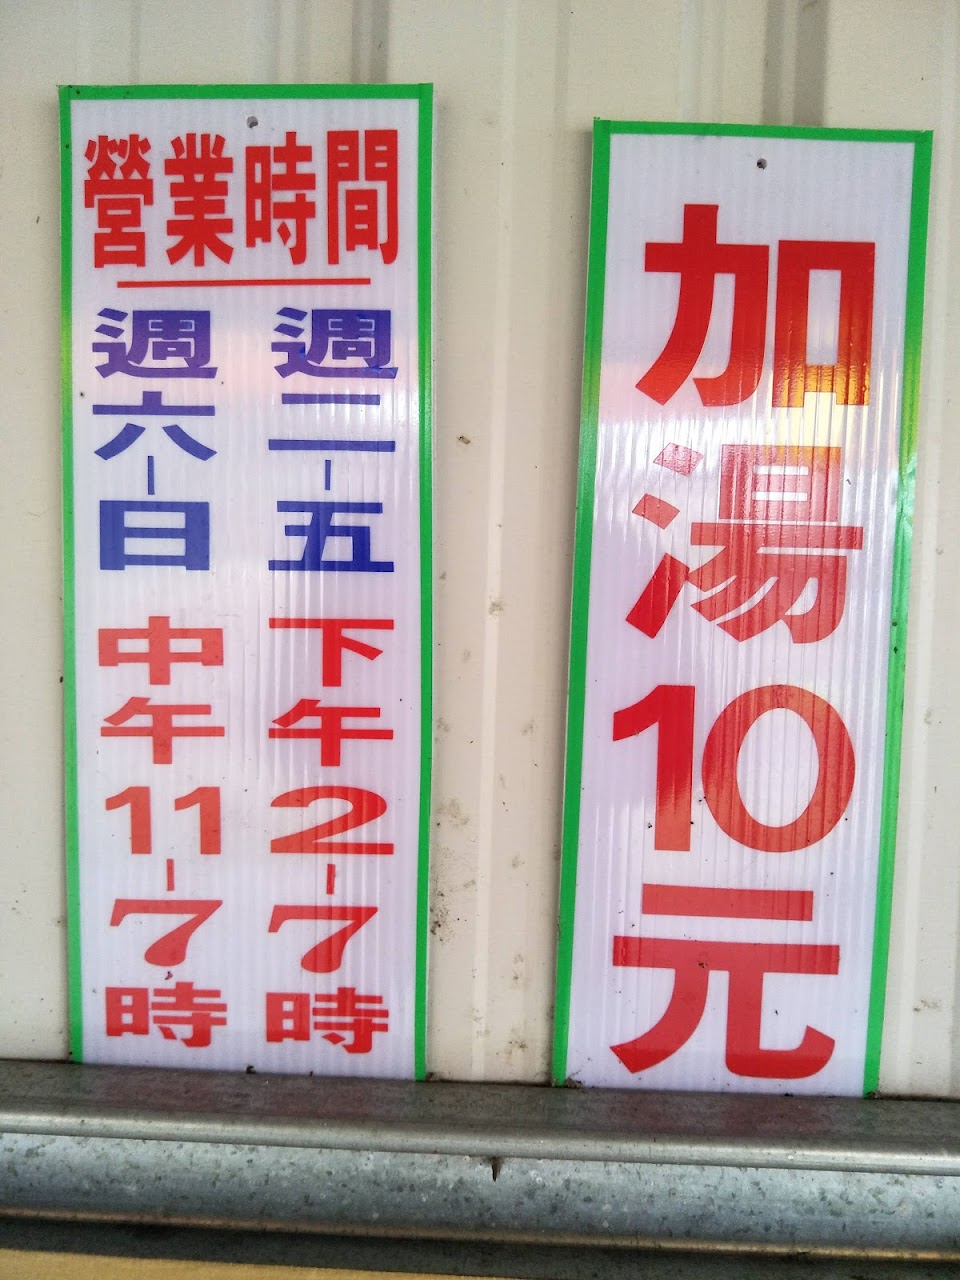 營業時間
週二-五
下午2-7時
週六-日
中午11-7時
加湯10元